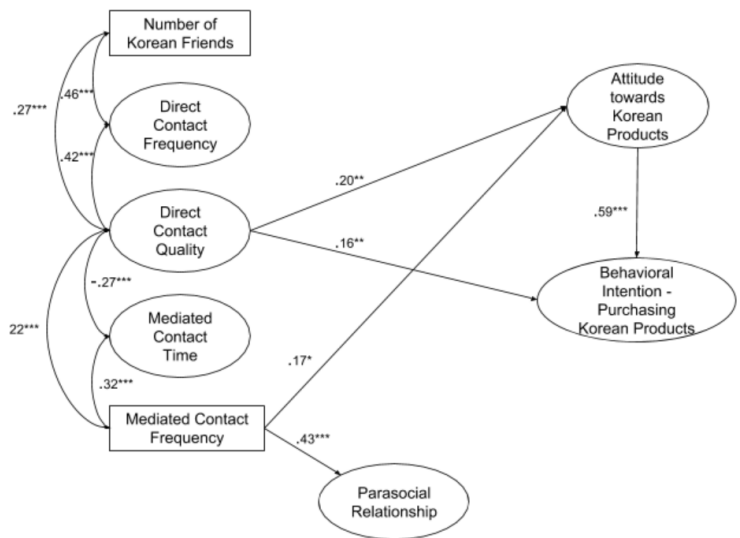 Number of
Korean Friends
.46***
.27***
Direct
Contact
Frequency
.42***
Direct
Contact
Quality
.20**
.16**
Attitude
towards
Korean
Products
.59***
Behavioral
Intention -
Purchasing
Korean Products
-.27***
22***
Mediated
Contact
Time
.32***
.17*
Mediated Contact
Frequency
.43***
Parasocial
Relationship